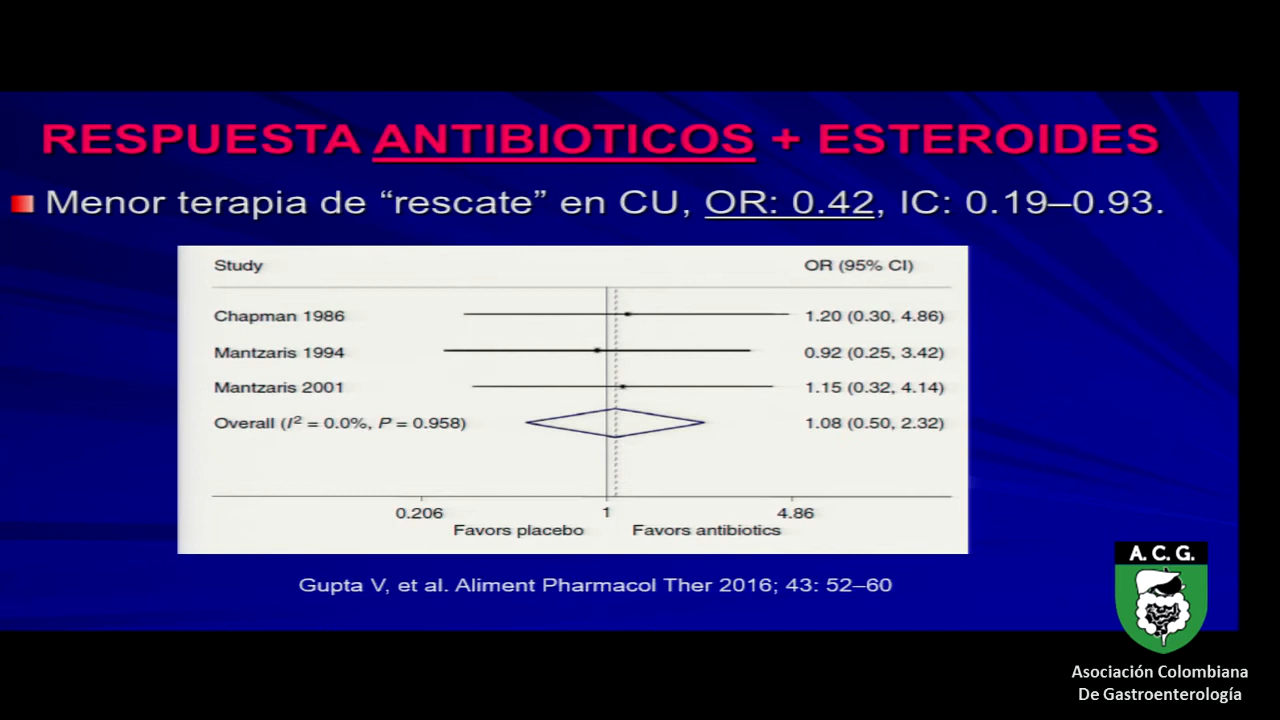 RESPUESTA ANTIBIOTICOS + ESTEROIDES
Menor terapia de “rescate” en CU, OR: 0.42, IC: 0.19–0.93.
Study OR (95% CI)
Chapman 1986 1.20 (0.30, 4.86)
Mantzaris 1994 0.92 (0.25, 3.42)
Mantzaris 2001 1.15 (0.32, 4.14)
Overall (I² = 0.0%, P = 0.958) 1.08 (0.50, 2.32)
0.206 1 4.86
Favors placebo Favors antibiotics
Gupta V, et al. Aliment Pharmacol Ther 2016; 43: 52–60
A. C. G.
Asociación Colombiana
De Gastroenterología